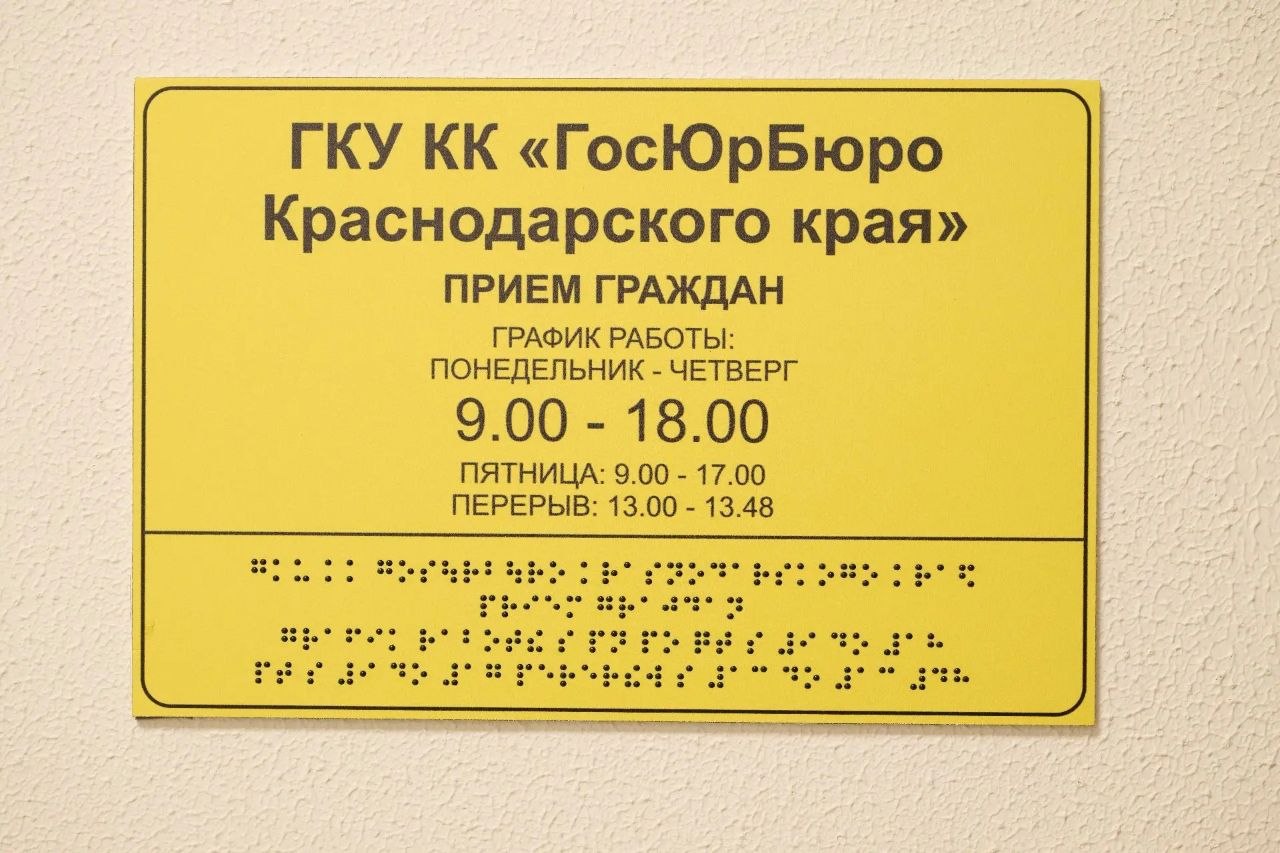 ГКУ КК «ГосЮрБюро
Краснодарского края»
ПРИЕМ ГРАЖДАН
ГРАФИК РАБОТЫ:
ПОНЕДЕЛЬНИК - ЧЕТВЕРГ
9.00 - 18.00
ПЯТНИЦА: 9.00 - 17.00
ПЕРЕРЫВ: 13.00 - 13.48